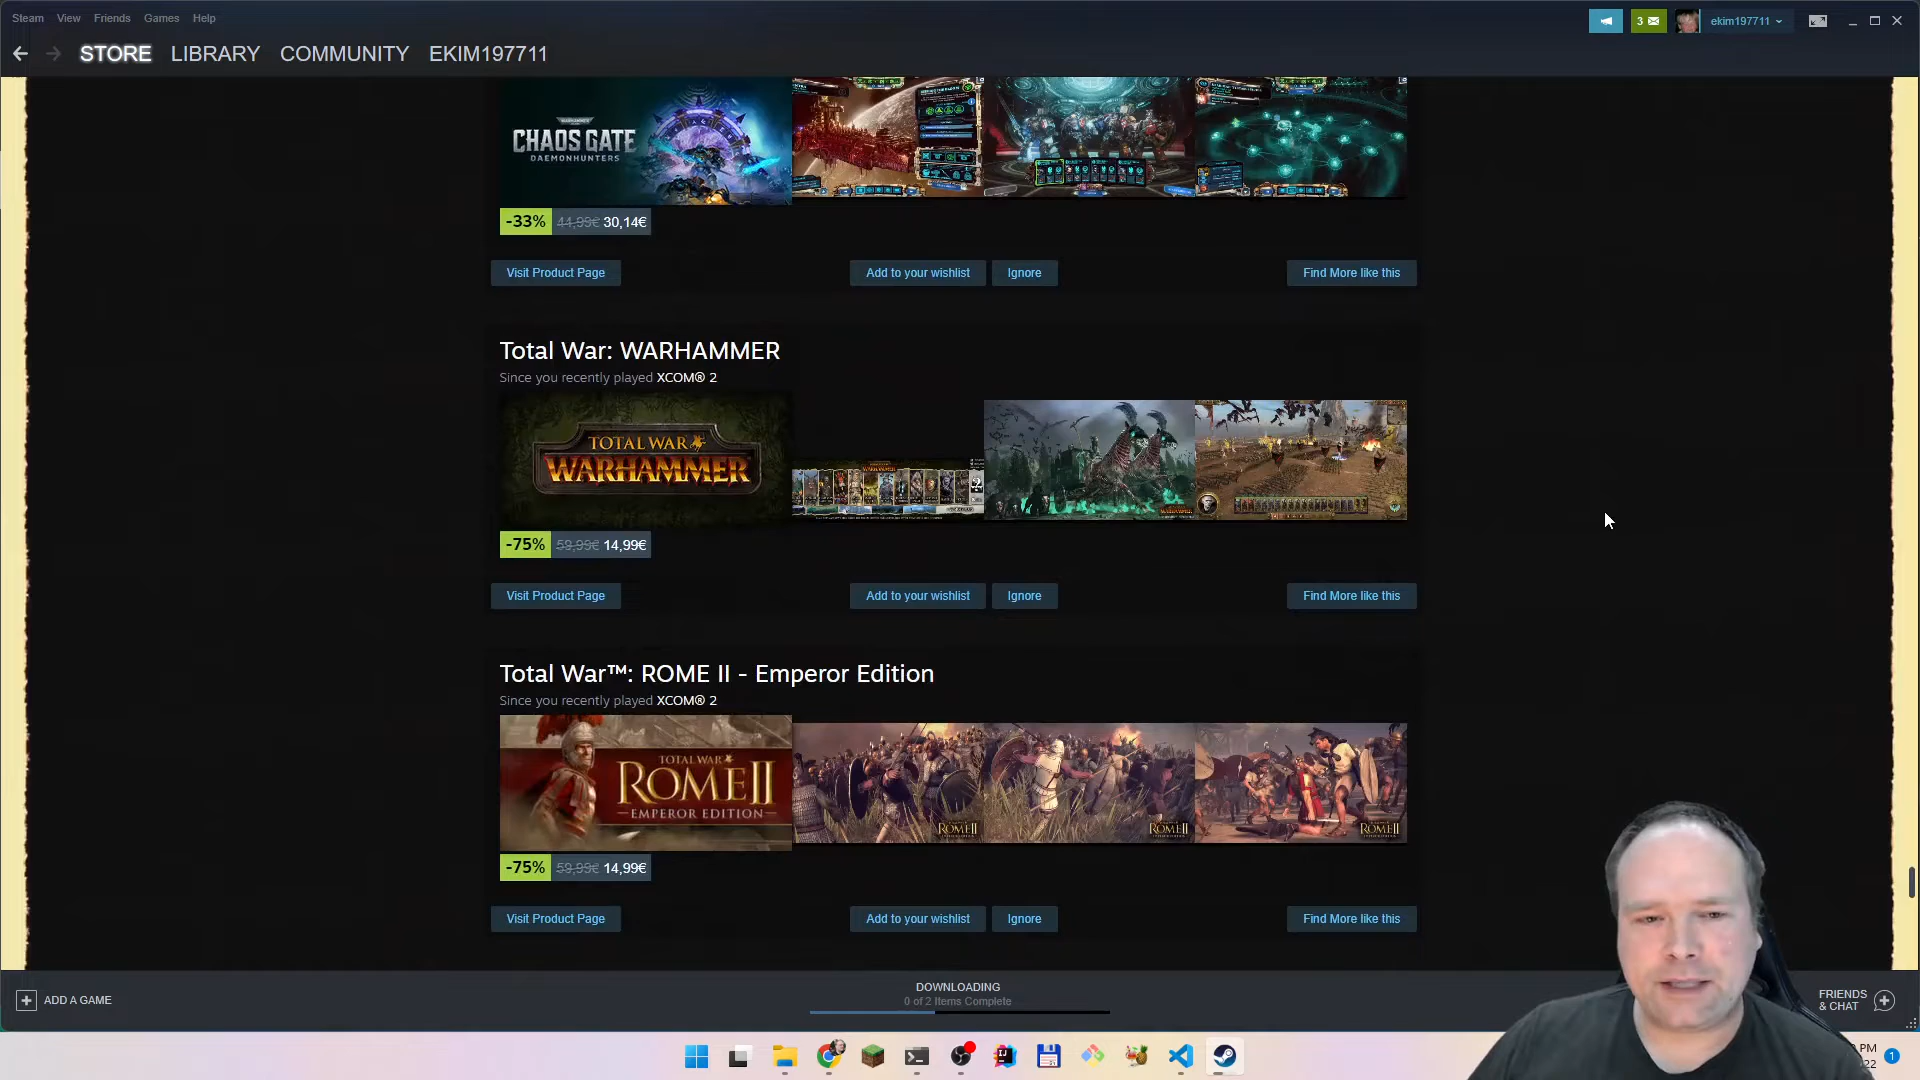 Steam View Friends Games Help
3 ekim197711
STORE LIBRARY COMMUNITY EKIM197711
CHAOS GATE
DAEMONHUNTERS
-33% 44,99€ 30,14€
Visit Product Page Add to your wishlist Ignore Find More like this
Total War: WARHAMMER
Since you recently played XCOM® 2
TOTAL WAR
WARHAMMER
-75% 59,99€ 14,99€
Visit Product Page Add to your wishlist Ignore Find More like this
Total War™: ROME II - Emperor Edition
Since you recently played XCOM® 2
TOTAL WAR
ROME II
EMPEROR EDITION
ROME II ROME II ROME II
-75% 59,99€ 14,99€
Visit Product Page Add to your wishlist Ignore Find More like this
ADD A GAME
DOWNLOADING
0 of 2 Items Complete
FRIENDS
& CHAT
PM
22
1